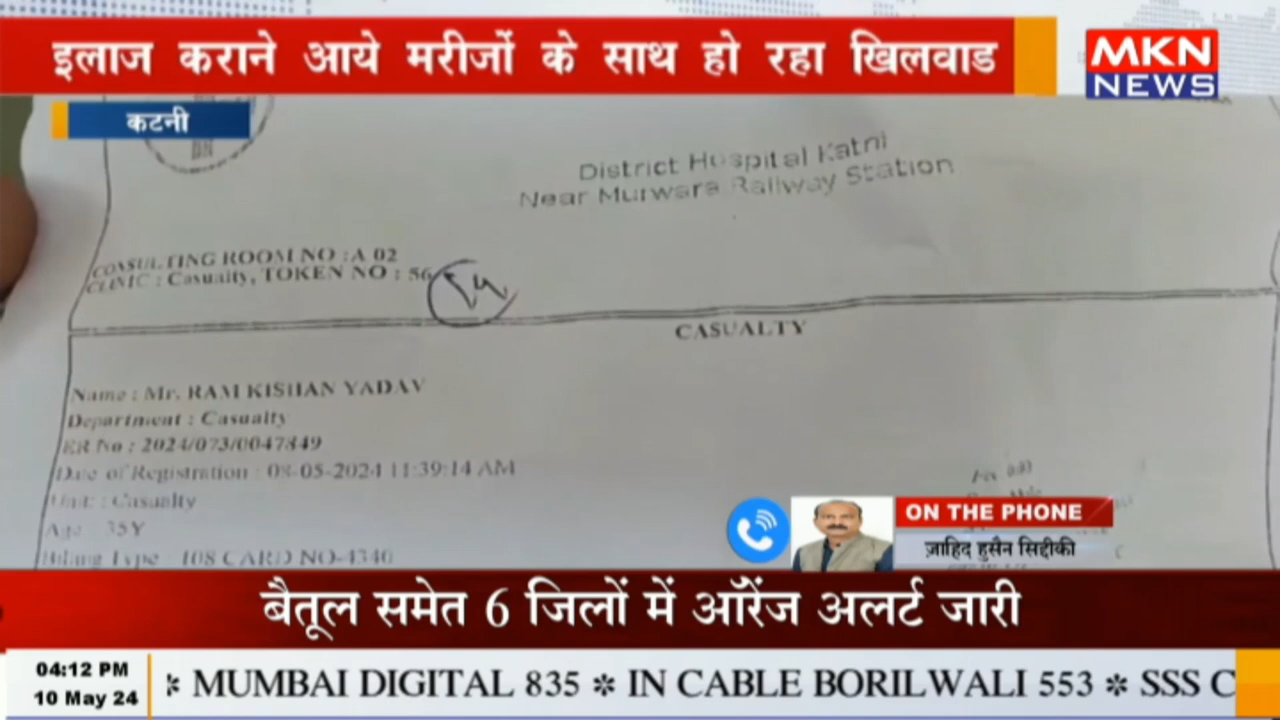 इलाज कराने आये मरीजों के साथ हो रहा खिलवाड
MKN
NEWS
कटनी
District Hospital Katni
Near Murwara Railway Station
CONSULTING ROOM NO :A 02
CLINIC : Casualty, TOKEN NO : 56
CASUALTY
Name : Mr. RAM KISHAN YADAV
Department : Casualty
ER No : 2024/073/0047349
Date of Registration : 08-05-2024 11:39:14 AM
Unit : Casualty
Age : 35Y
Billing Type : 108 CARD NO-4340
ON THE PHONE
ज़ाहिद हुसैन सिद्दीकी
बैतूल समेत 6 जिलों में ऑरेंज अलर्ट जारी
04:12 PM
10 May 24
* MUMBAI DIGITAL 835 * IN CABLE BORILWALI 553 * SSS C